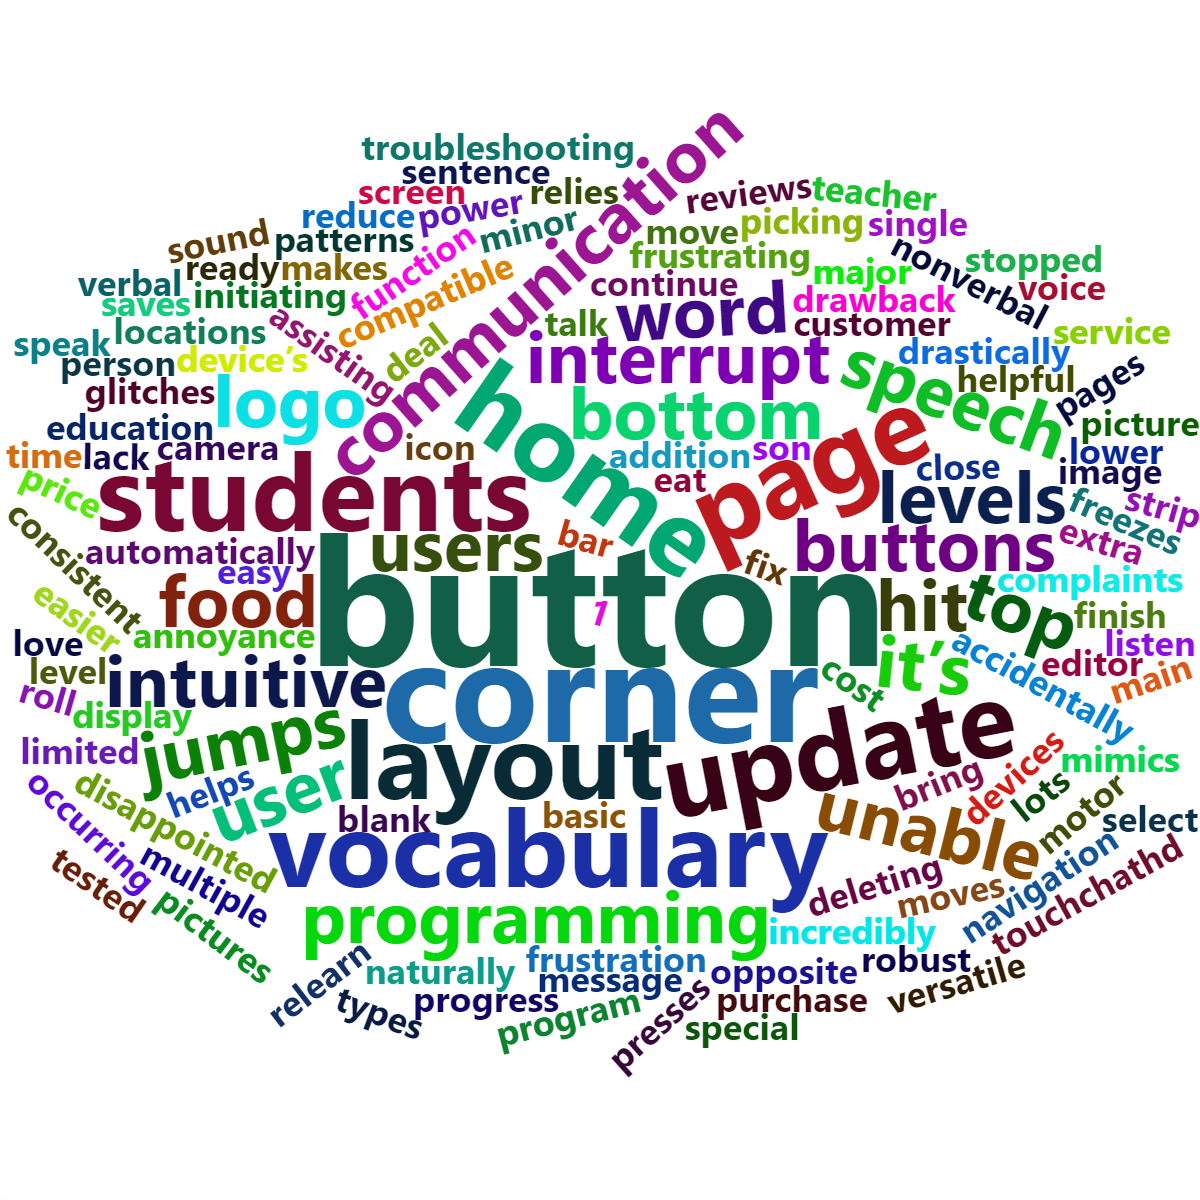 troubleshooting
sentence
communication
screen
relies
reviews
teacher
reduce
power
minor
move
picking
single
sound
patterns
function
frustrating
nonverbal
stopped
verbal
ready
makes
compatible
continue
major
voice
saves
initiating
assisting
word
drawback
service
speak
locations
deal
talk
customer
person
device's
interrupt
drastically
glitches
logo
home
bottom
speech
helpful
pages
education
camera
icon
addition
son
page
close
lower
picture
time
lack
students
eat
levels
image
price
strip
consistent
automatically
users
bar
fix
buttons
freezes
extra
easy
food
button
1
hit
top
complaints
easier
annoyance
finish
love
it's
accidentally
editor
listen
level
intuitive
corner
cost
main
roll
display
jumps
layout
update
limited
helps
user
bring
devices
mimics
occurring
disappointed
blank
basic
unable
lots
motor
select
tested
multiple
vocabulary
deleting
moves
navigation
touchchathd
pictures
programming
incredibly
relearn
naturally
frustration
message
opposite
robust
versatile
types
progress
program
presses
purchase
special